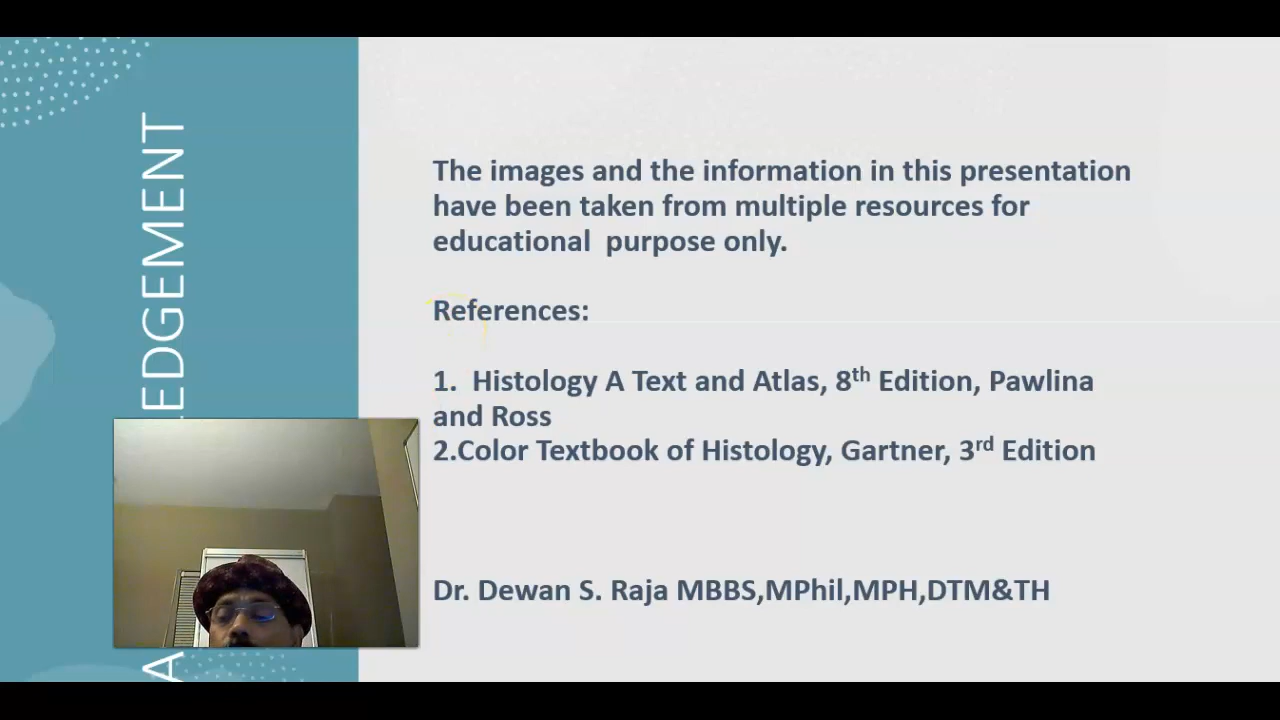 EDGEMENT
The images and the information in this presentation
have been taken from multiple resources for
educational  purpose only.
References:
1.  Histology A Text and Atlas, 8th Edition, Pawlina
and Ross
2.Color Textbook of Histology, Gartner, 3rd Edition
Dr. Dewan S. Raja MBBS,MPhil,MPH,DTM&TH